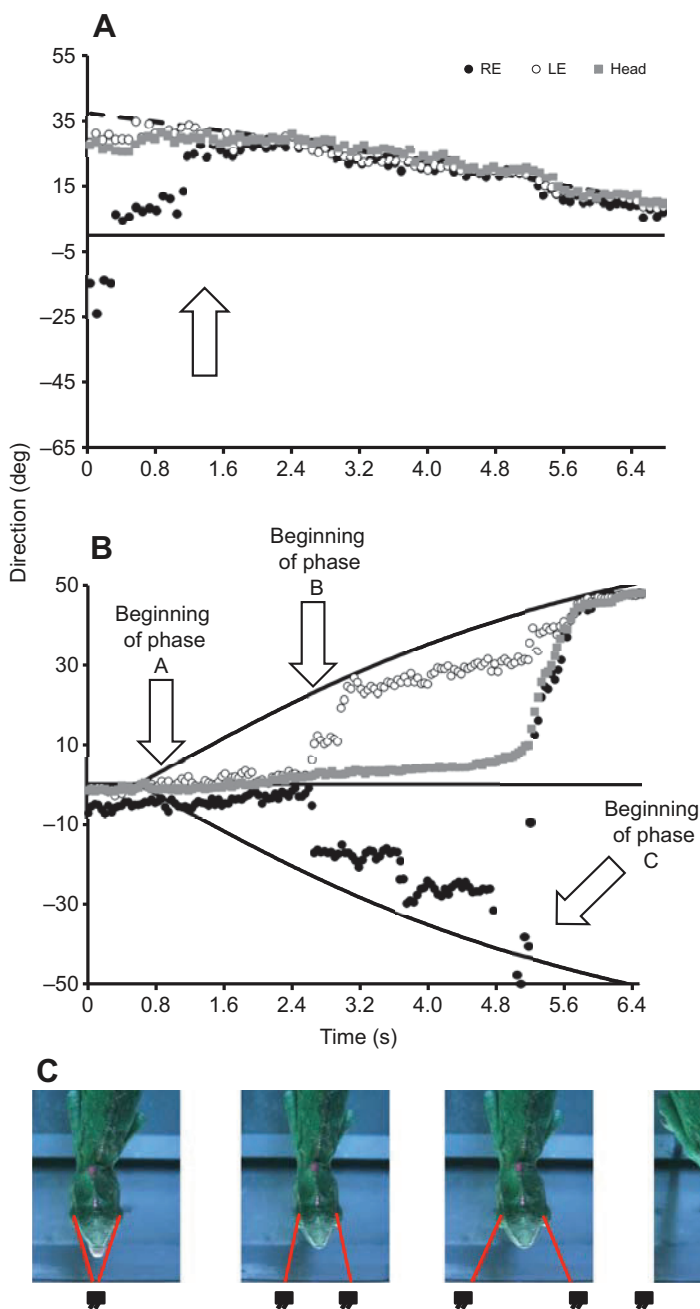 A
55
RE LE Head
35
15
–5
–25
–45
–65
0 0.8 1.6 2.4 3.2 4.0 4.8 5.6 6.4
Direction (deg)
B
Beginning
of phase
B
50
Beginning
of phase
A
30
10
–10
Beginning
of phase
C
–30
–50
0 0.8 1.6 2.4 3.2 4.0 4.8 5.6 6.4
Time (s)
C